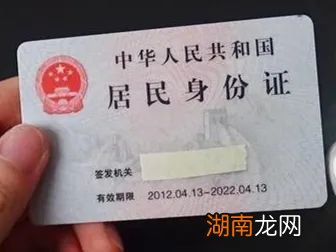 中华人民共和国
居民身份证
签发机关
有效期限 2012.04.13-2022.04.13
湖南龙网